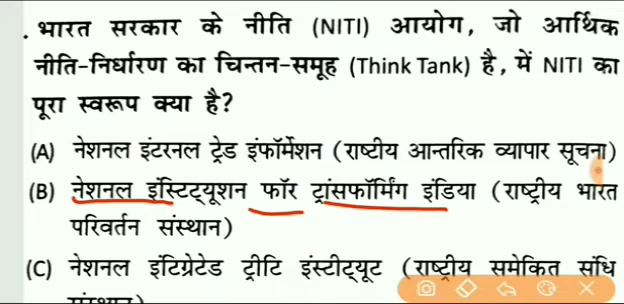 . भारत सरकार के नीति (NITI) आयोग, जो आर्थिक
नीति-निर्धारण का चिन्तन-समूह (Think Tank) है, में NITI का
पूरा स्वरूप क्या है?
(A) नेशनल इंटरनल ट्रेड इंफॉर्मेशन (राष्टीय आन्तरिक व्यापार सूचना)
(B) नेशनल इंस्टिट्यूशन फॉर ट्रांसफॉर्मिंग इंडिया (राष्ट्रीय भारत
परिवर्तन संस्थान)
(C) नेशनल इंटिग्रेटेड ट्रीटि इंस्टीट्यूट (राष्ट्रीय समेकित संधि